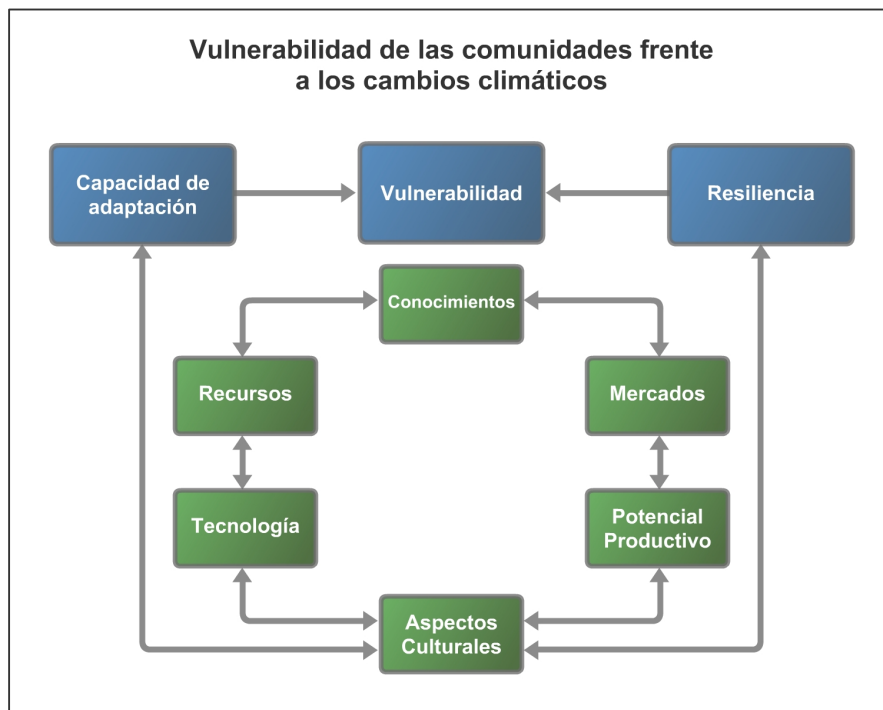 Vulnerabilidad de las comunidades frente
a los cambios climáticos
Capacidad de
adaptación
Vulnerabilidad
Resiliencia
Conocimientos
Recursos
Mercados
Tecnología
Potencial
Productivo
Aspectos
Culturales